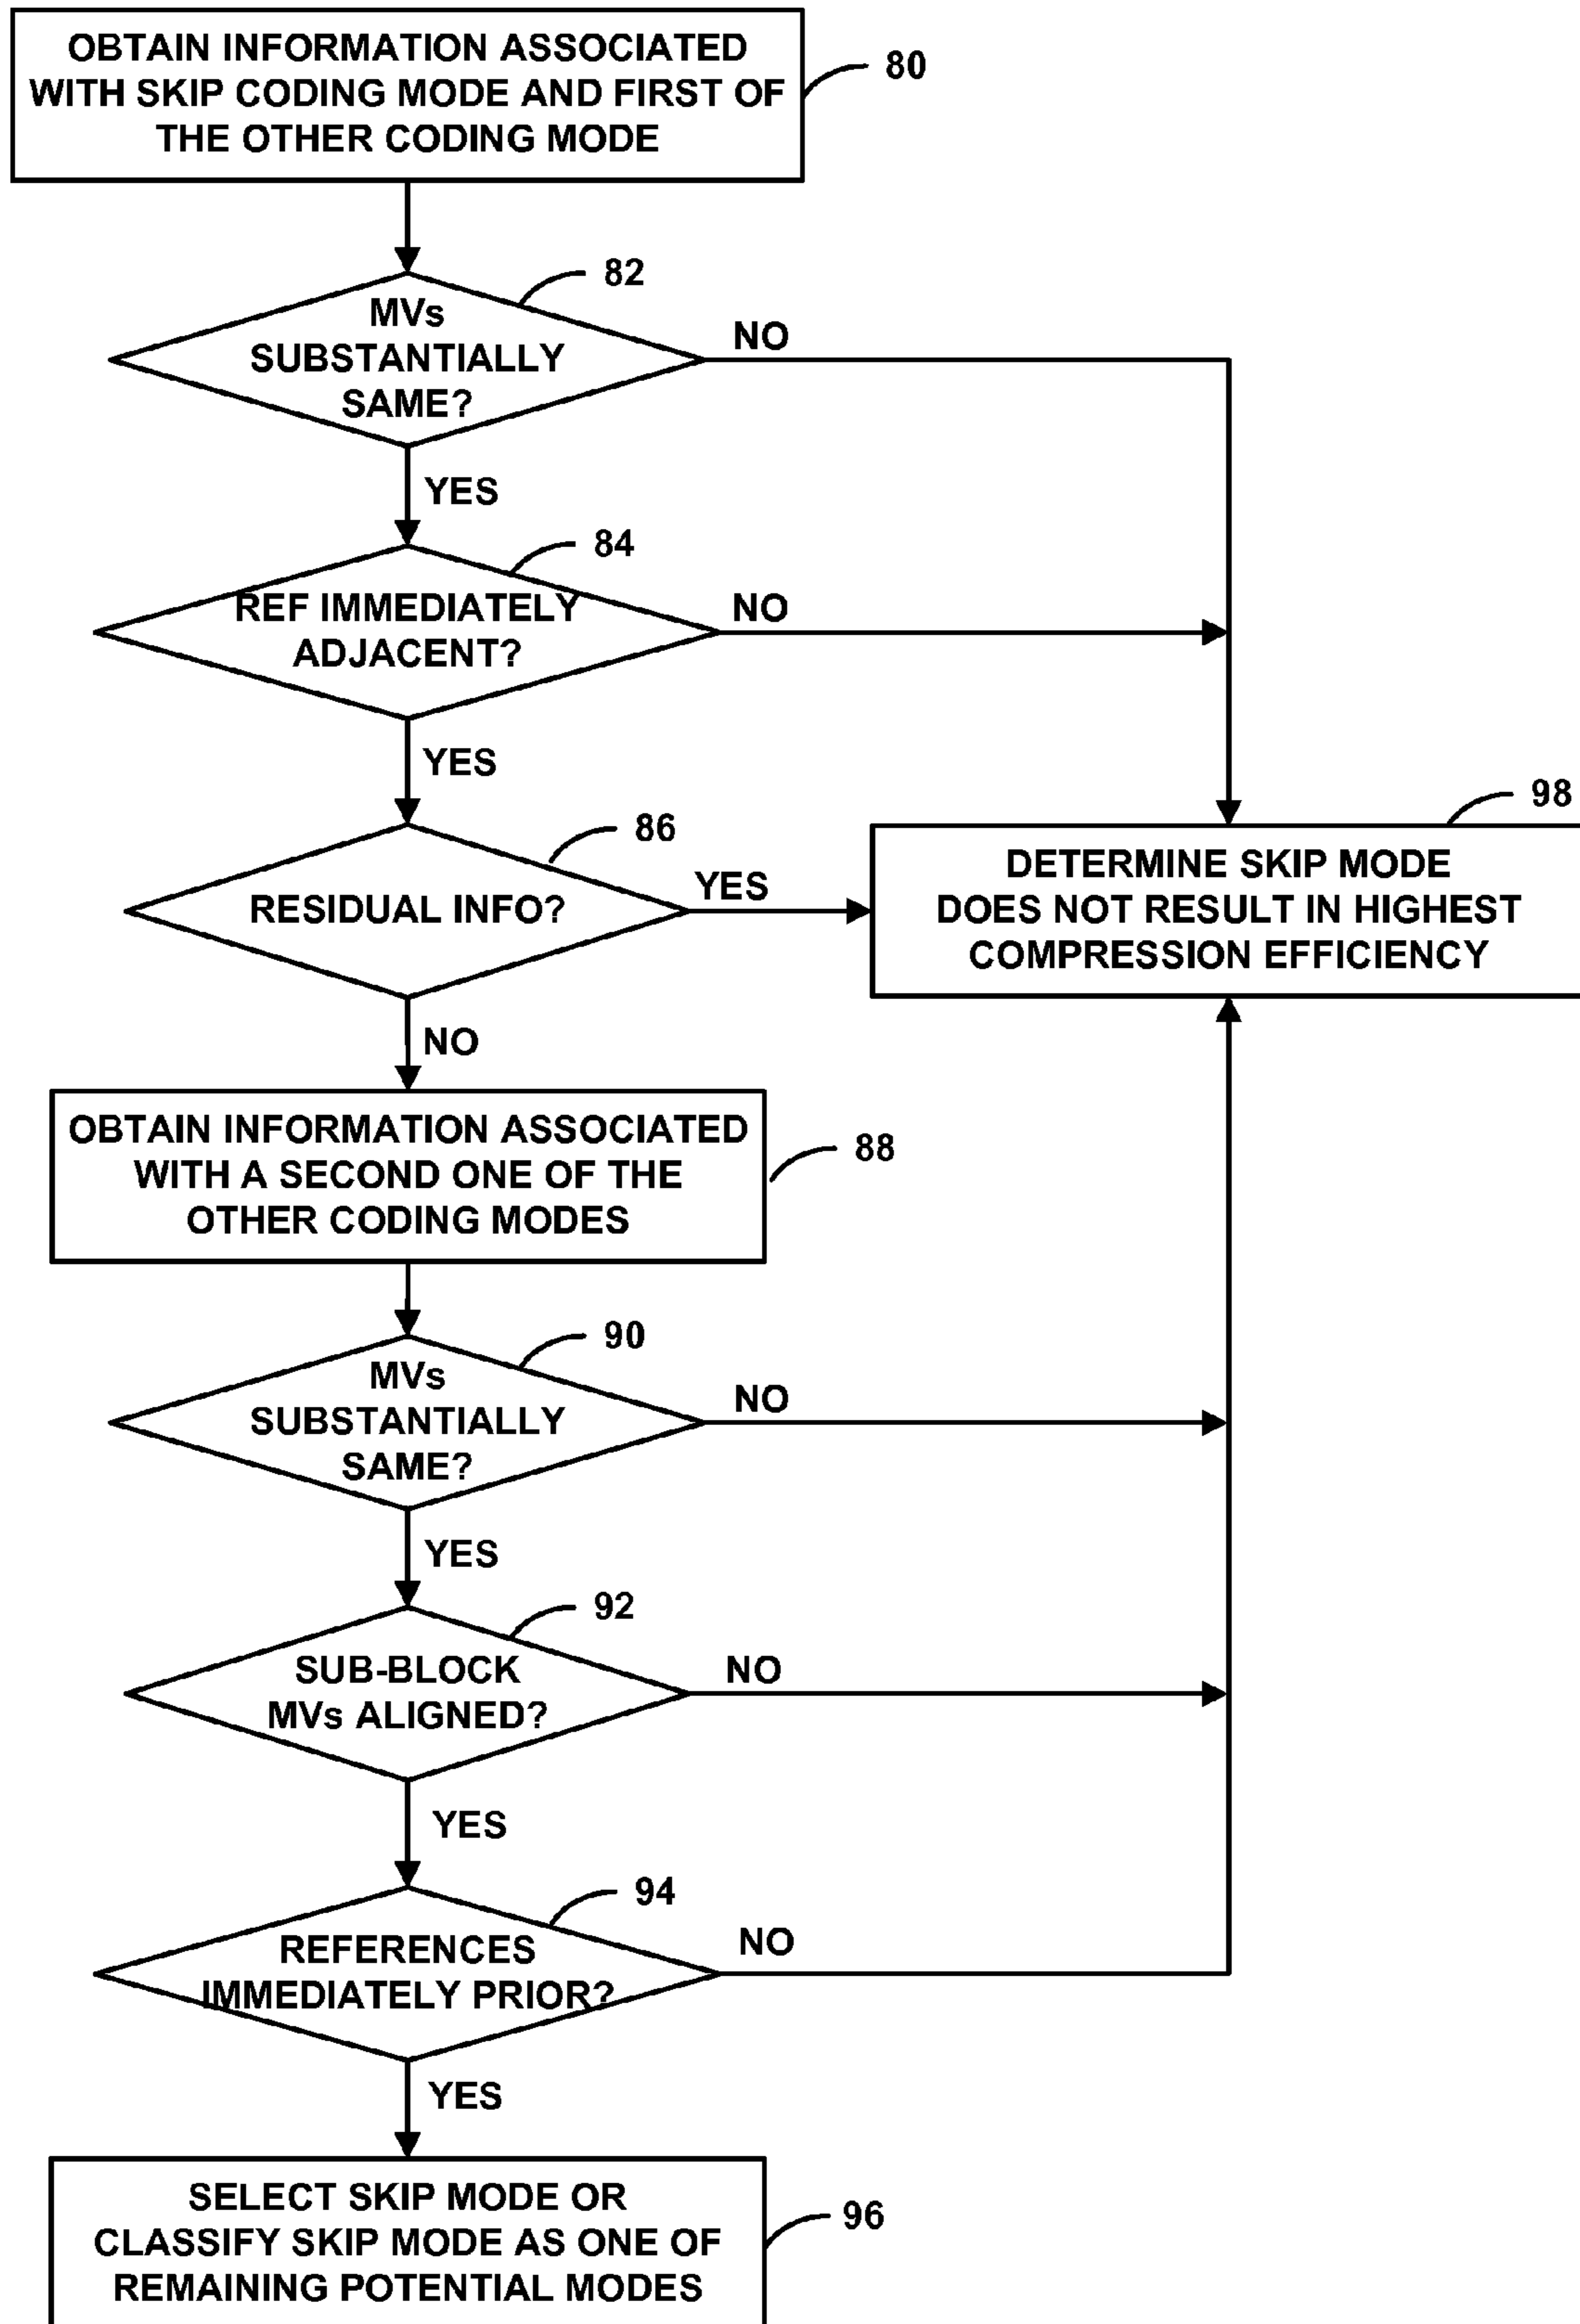 OBTAIN INFORMATION ASSOCIATED
WITH SKIP CODING MODE AND FIRST OF
THE OTHER CODING MODE
80
82
MVs
SUBSTANTIALLY
SAME?
NO
YES
84
REF IMMEDIATELY
ADJACENT?
NO
YES
86
RESIDUAL INFO?
YES
NO
98
DETERMINE SKIP MODE
DOES NOT RESULT IN HIGHEST
COMPRESSION EFFICIENCY
OBTAIN INFORMATION ASSOCIATED
WITH A SECOND ONE OF THE
OTHER CODING MODES
88
90
MVs
SUBSTANTIALLY
SAME?
NO
YES
92
SUB-BLOCK
MVs ALIGNED?
NO
YES
94
REFERENCES
IMMEDIATELY PRIOR?
NO
YES
SELECT SKIP MODE OR
CLASSIFY SKIP MODE AS ONE OF
REMAINING POTENTIAL MODES
96